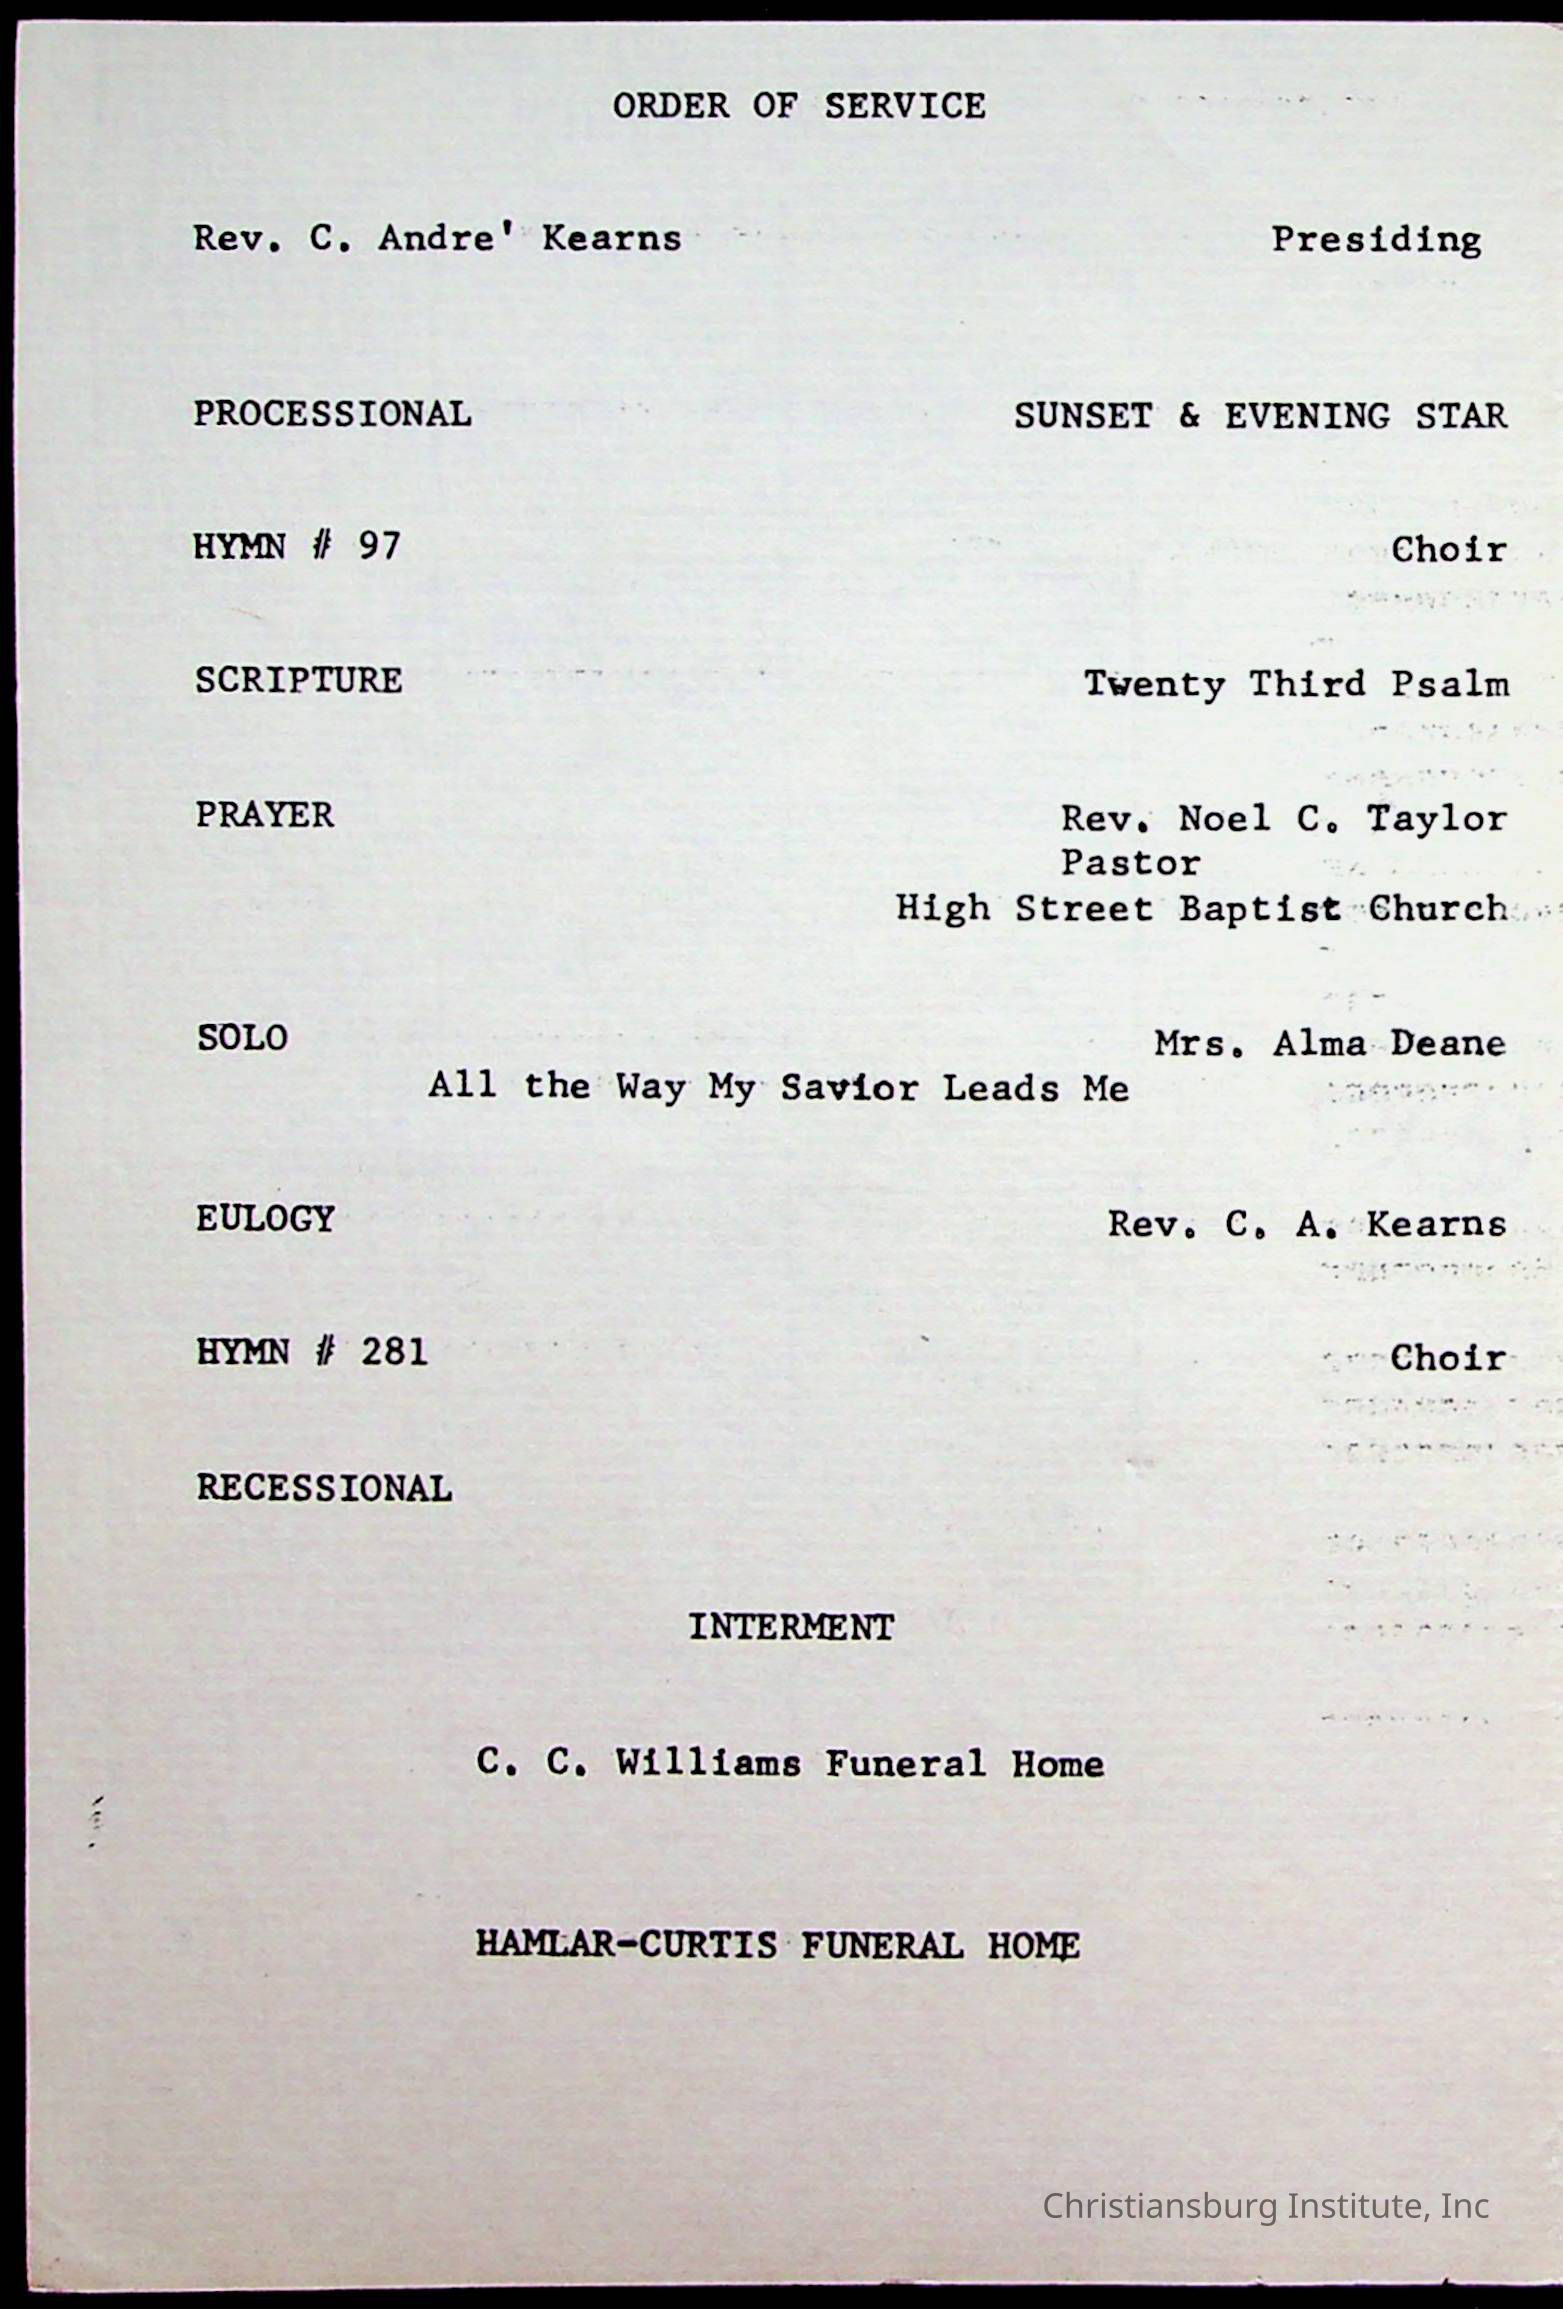 ORDER OF SERVICE
Rev. C. Andre' Kearns Presiding
PROCESSIONAL SUNSET & EVENING STAR
HYMN # 97 Choir
SCRIPTURE Twenty Third Psalm
PRAYER Rev. Noel C. Taylor
Pastor
High Street Baptist Church
SOLO Mrs. Alma Deane
All the Way My Savior Leads Me
EULOGY Rev. C. A. Kearns
HYMN # 281 Choir
RECESSIONAL
INTERMENT
C. C. Williams Funeral Home
HAMLAR-CURTIS FUNERAL HOME
Christiansburg Institute, Inc